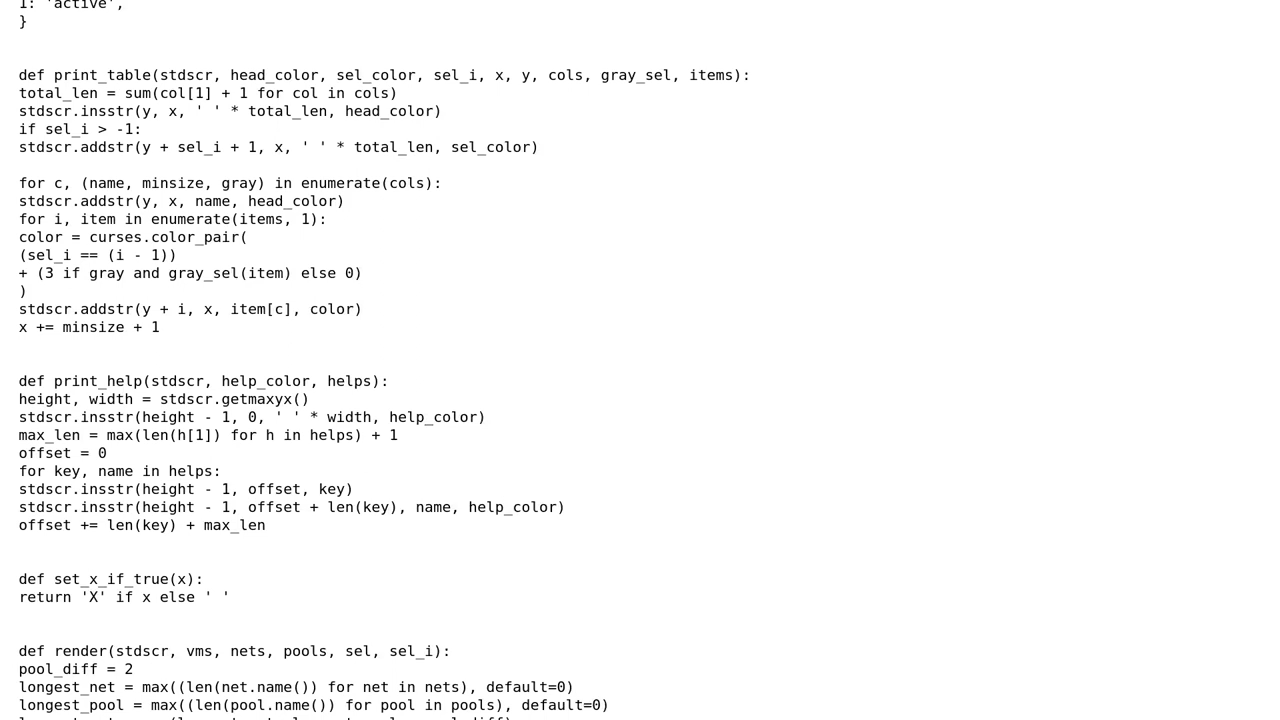 1: 'active',
}
def print_table(stdscr, head_color, sel_color, sel_i, x, y, cols, gray_sel, items):
total_len = sum(col[1] + 1 for col in cols)
stdscr.insstr(y, x, ' ' * total_len, head_color)
if sel_i > -1:
stdscr.addstr(y + sel_i + 1, x, ' ' * total_len, sel_color)
for c, (name, minsize, gray) in enumerate(cols):
stdscr.addstr(y, x, name, head_color)
for i, item in enumerate(items, 1):
color = curses.color_pair(
(sel_i == (i - 1))
+ (3 if gray and gray_sel(item) else 0)
)
stdscr.addstr(y + i, x, item[c], color)
x += minsize + 1
def print_help(stdscr, help_color, helps):
height, width = stdscr.getmaxyx()
stdscr.insstr(height - 1, 0, ' ' * width, help_color)
max_len = max(len(h[1]) for h in helps) + 1
offset = 0
for key, name in helps:
stdscr.insstr(height - 1, offset, key)
stdscr.insstr(height - 1, offset + len(key), name, help_color)
offset += len(key) + max_len
def set_x_if_true(x):
return 'X' if x else ' '
def render(stdscr, vms, nets, pools, sel, sel_i):
pool_diff = 2
longest_net = max((len(net.name()) for net in nets), default=0)
longest_pool = max((len(pool.name()) for pool in pools), default=0)